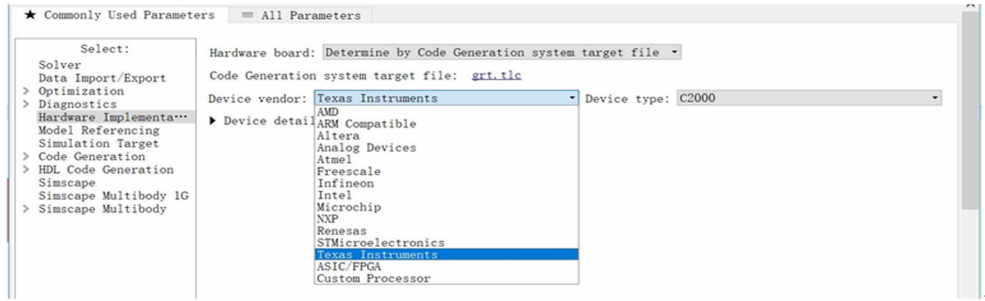 ★ Commonly Used Parameters ≡ All Parameters
Select:
Solver
Data Import/Export
> Optimization
> Diagnostics
Hardware Implementa···
Model Referencing
Simulation Target
> Code Generation
> HDL Code Generation
Simscape
Simscape Multibody 1G
> Simscape Multibody
Hardware board: Determine by Code Generation system target file
Code Generation system target file: grt.tlc
Device vendor: Texas Instruments Device type: C2000
Device detail
AMD
ARM Compatible
Altera
Analog Devices
Atmel
Freescale
Infineon
Intel
Microchip
NXP
Renesas
STMicroelectronics
Texas Instruments
ASIC/FPGA
Custom Processor